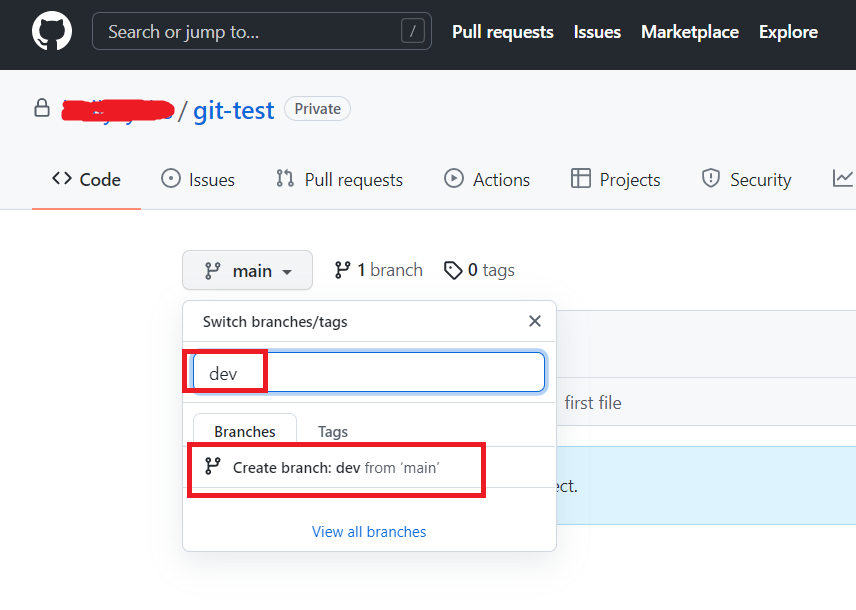 Search or jump to... / Pull requests Issues Marketplace Explore
/ git-test Private
Code Issues Pull requests Actions Projects Security
main 1 branch 0 tags
Switch branches/tags
dev
first file
Branches Tags
Create branch: dev from ‘main’
ect.
View all branches